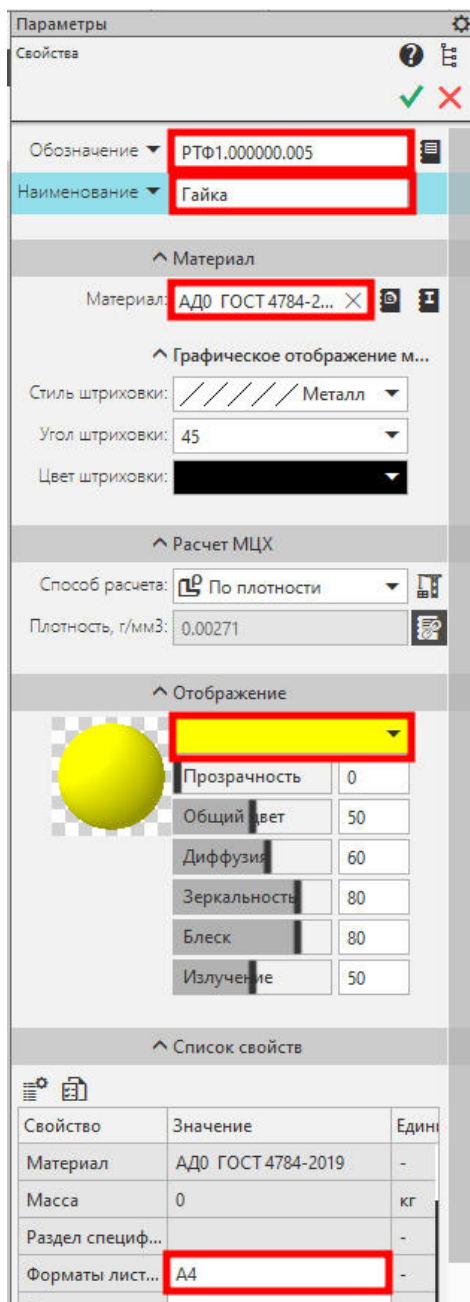 Параметры
Свойства
Обозначение РТФ1.000000.005
Наименование Гайка
Материал
Материал: АД0 ГОСТ 4784-2...
Графическое отображение м...
Стиль штриховки: Металл
Угол штриховки: 45
Цвет штриховки:
Расчет МЦХ
Способ расчета: По плотности
Плотность, г/мм3: 0.00271
Отображение
Прозрачность 0
Общий цвет 50
Диффузия 60
Зеркальность 80
Блеск 80
Излучение 50
Список свойств
Свойство Значение Един
Материал АД0 ГОСТ 4784-2019 -
Масса 0 кг
Раздел специф... -
Форматы лист... А4 -